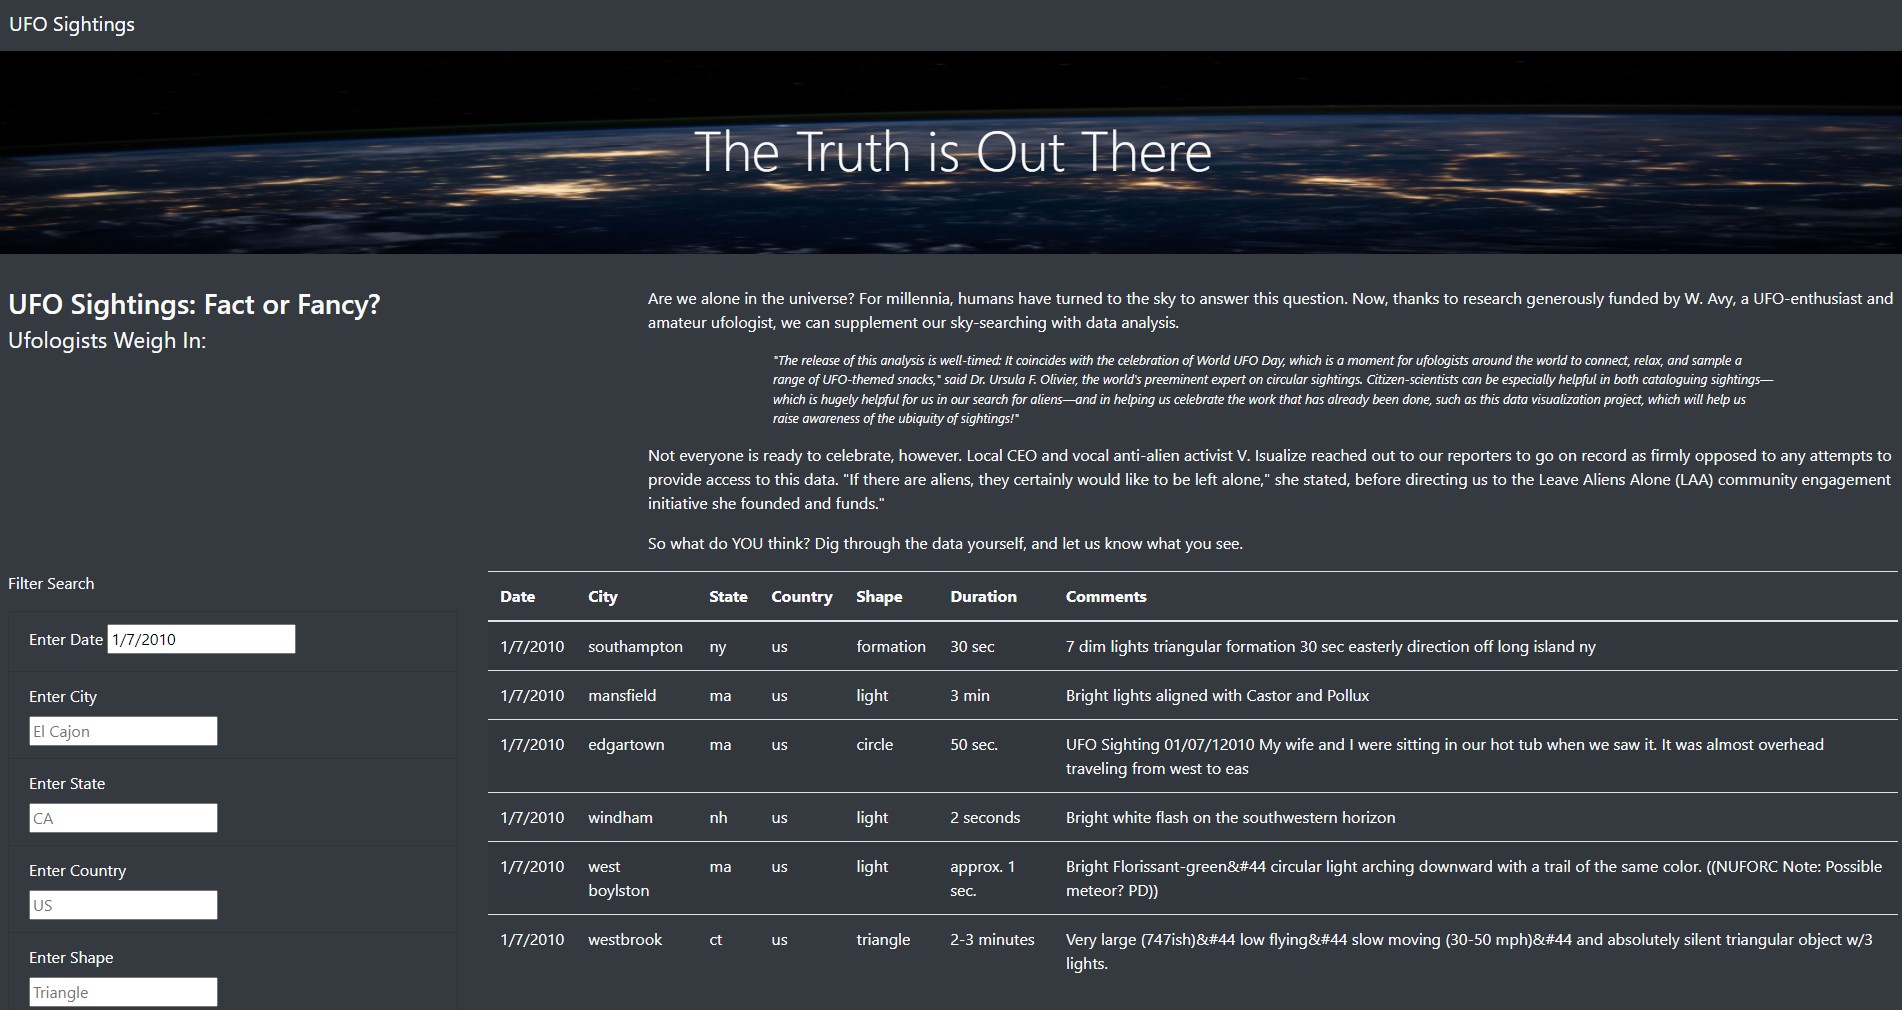 UFO Sightings
The Truth is Out There
UFO Sightings: Fact or Fancy?
Ufologists Weigh In:
Are we alone in the universe? For millennia, humans have turned to the sky to answer this question. Now, thanks to research generously funded by W. Avy, a UFO-enthusiast and
amateur ufologist, we can supplement our sky-searching with data analysis.
"The release of this analysis is well-timed: It coincides with the celebration of World UFO Day, which is a moment for ufologists around the world to connect, relax, and sample a
range of UFO-themed snacks," said Dr. Ursula F. Olivier, the world's preeminent expert on circular sightings. Citizen-scientists can be especially helpful in both cataloguing sightings—
which is hugely helpful for us in our search for aliens—and in helping us celebrate the work that has already been done, such as this data visualization project, which will help us
raise awareness of the ubiquity of sightings!"
Not everyone is ready to celebrate, however. Local CEO and vocal anti-alien activist V. Isualize reached out to our reporters to go on record as firmly opposed to any attempts to
provide access to this data. "If there are aliens, they certainly would like to be left alone," she stated, before directing us to the Leave Aliens Alone (LAA) community engagement
initiative she founded and funds."
So what do YOU think? Dig through the data yourself, and let us know what you see.
Filter Search
Enter Date 1/7/2010
Enter City
El Cajon
Enter State
CA
Enter Country
US
Enter Shape
Triangle
Date City State Country Shape Duration Comments
1/7/2010 southampton ny us formation 30 sec 7 dim lights triangular formation 30 sec easterly direction off long island ny
1/7/2010 mansfield ma us light 3 min Bright lights aligned with Castor and Pollux
1/7/2010 edgartown ma us circle 50 sec. UFO Sighting 01/07/12010 My wife and I were sitting in our hot tub when we saw it. It was almost overhead
traveling from west to eas
1/7/2010 windham nh us light 2 seconds Bright white flash on the southwestern horizon
1/7/2010 west ma us light approx. 1 Bright Florissant-green&#44 circular light arching downward with a trail of the same color. ((NUFORC Note: Possible
boylston sec. meteor? PD))
1/7/2010 westbrook ct us triangle 2-3 minutes Very large (747ish)&#44 low flying&#44 slow moving (30-50 mph)&#44 and absolutely silent triangular object w/3
lights.